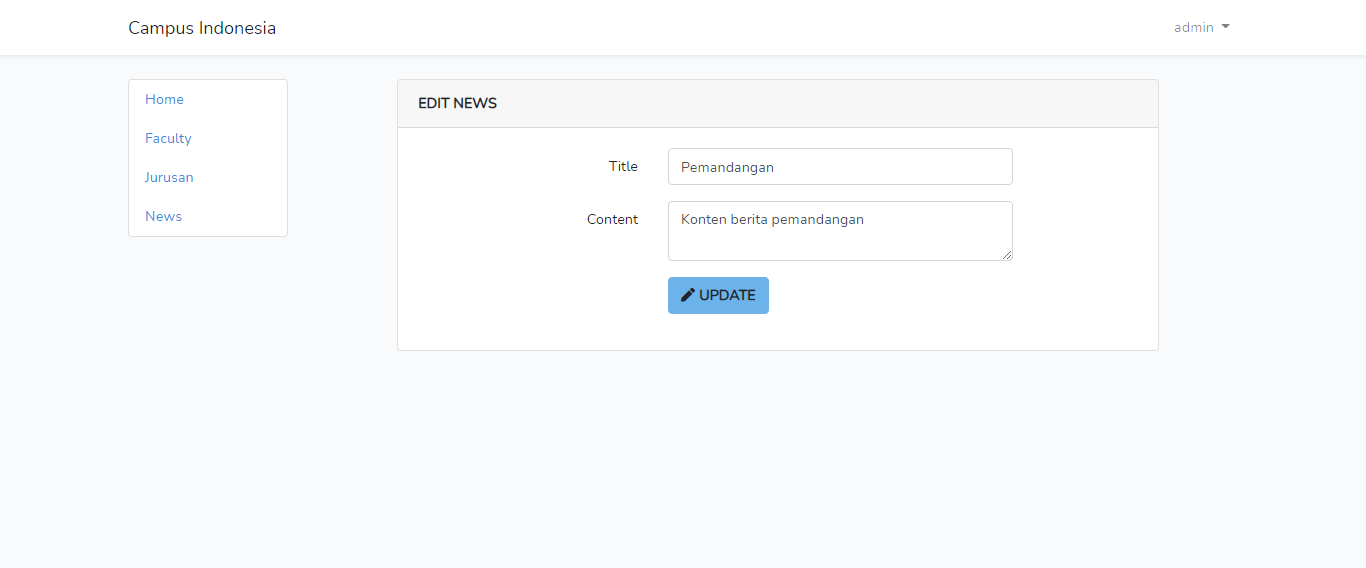 Campus Indonesia
admin
Home
Faculty
Jurusan
News
EDIT NEWS
Title
Pemandangan
Content
Konten berita pemandangan
UPDATE